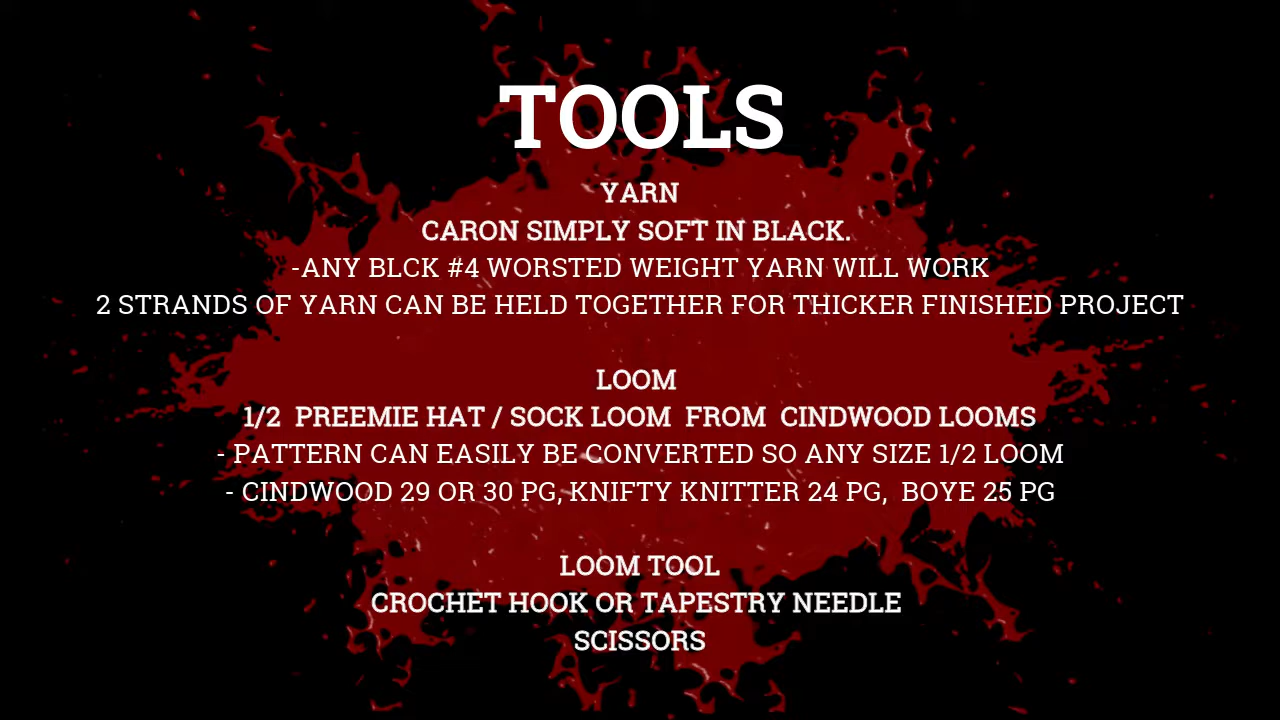 TOOLS
YARN
CARON SIMPLY SOFT IN BLACK.
-ANY BLCK #4 WORSTED WEIGHT YARN WILL WORK
2 STRANDS OF YARN CAN BE HELD TOGETHER FOR THICKER FINISHED PROJECT
LOOM
1/2  PREEMIE HAT / SOCK LOOM  FROM  CINDWOOD LOOMS
- PATTERN CAN EASILY BE CONVERTED SO ANY SIZE 1/2 LOOM
- CINDWOOD 29 OR 30 PG, KNIFTY KNITTER 24 PG,  BOYE 25 PG
LOOM TOOL
CROCHET HOOK OR TAPESTRY NEEDLE
SCISSORS